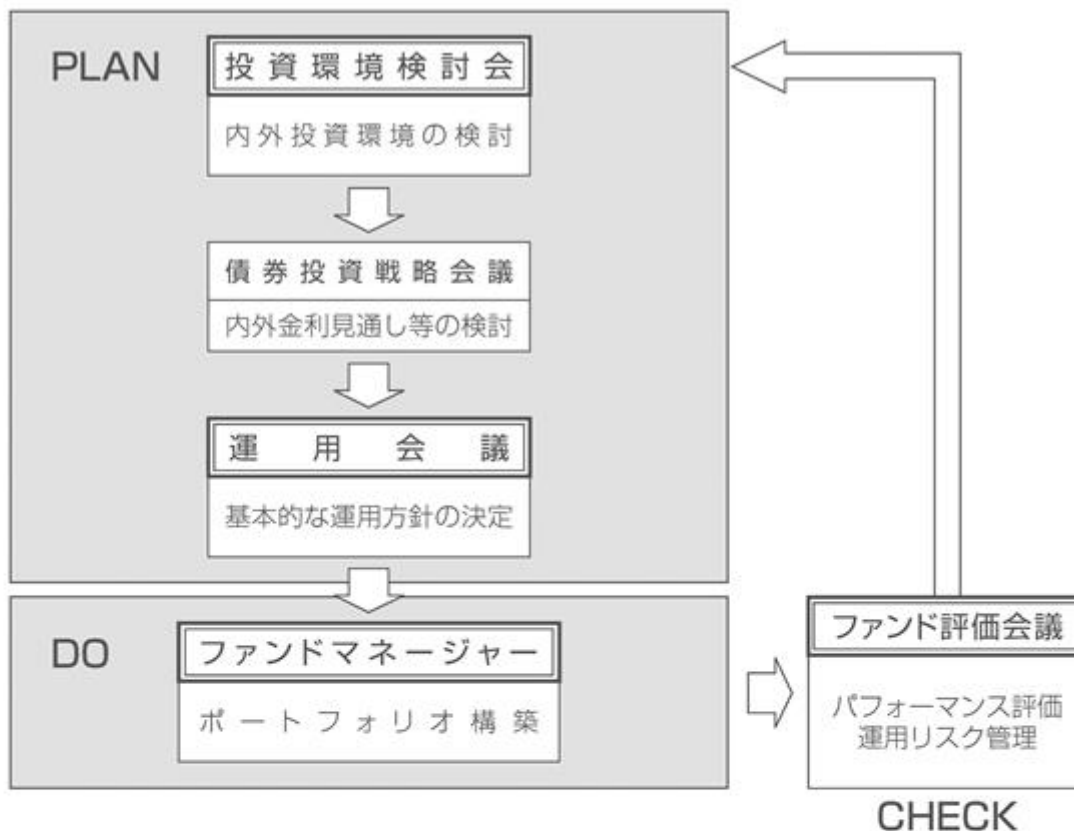 PLAN
投資環境検討会
内外投資環境の検討
債券投資戦略会議
内外金利見通し等の検討
運用会議
基本的な運用方針の決定
DO
ファンドマネージャー
ポートフォリオ構築
ファンド評価会議
パフォーマンス評価
運用リスク管理
CHECK